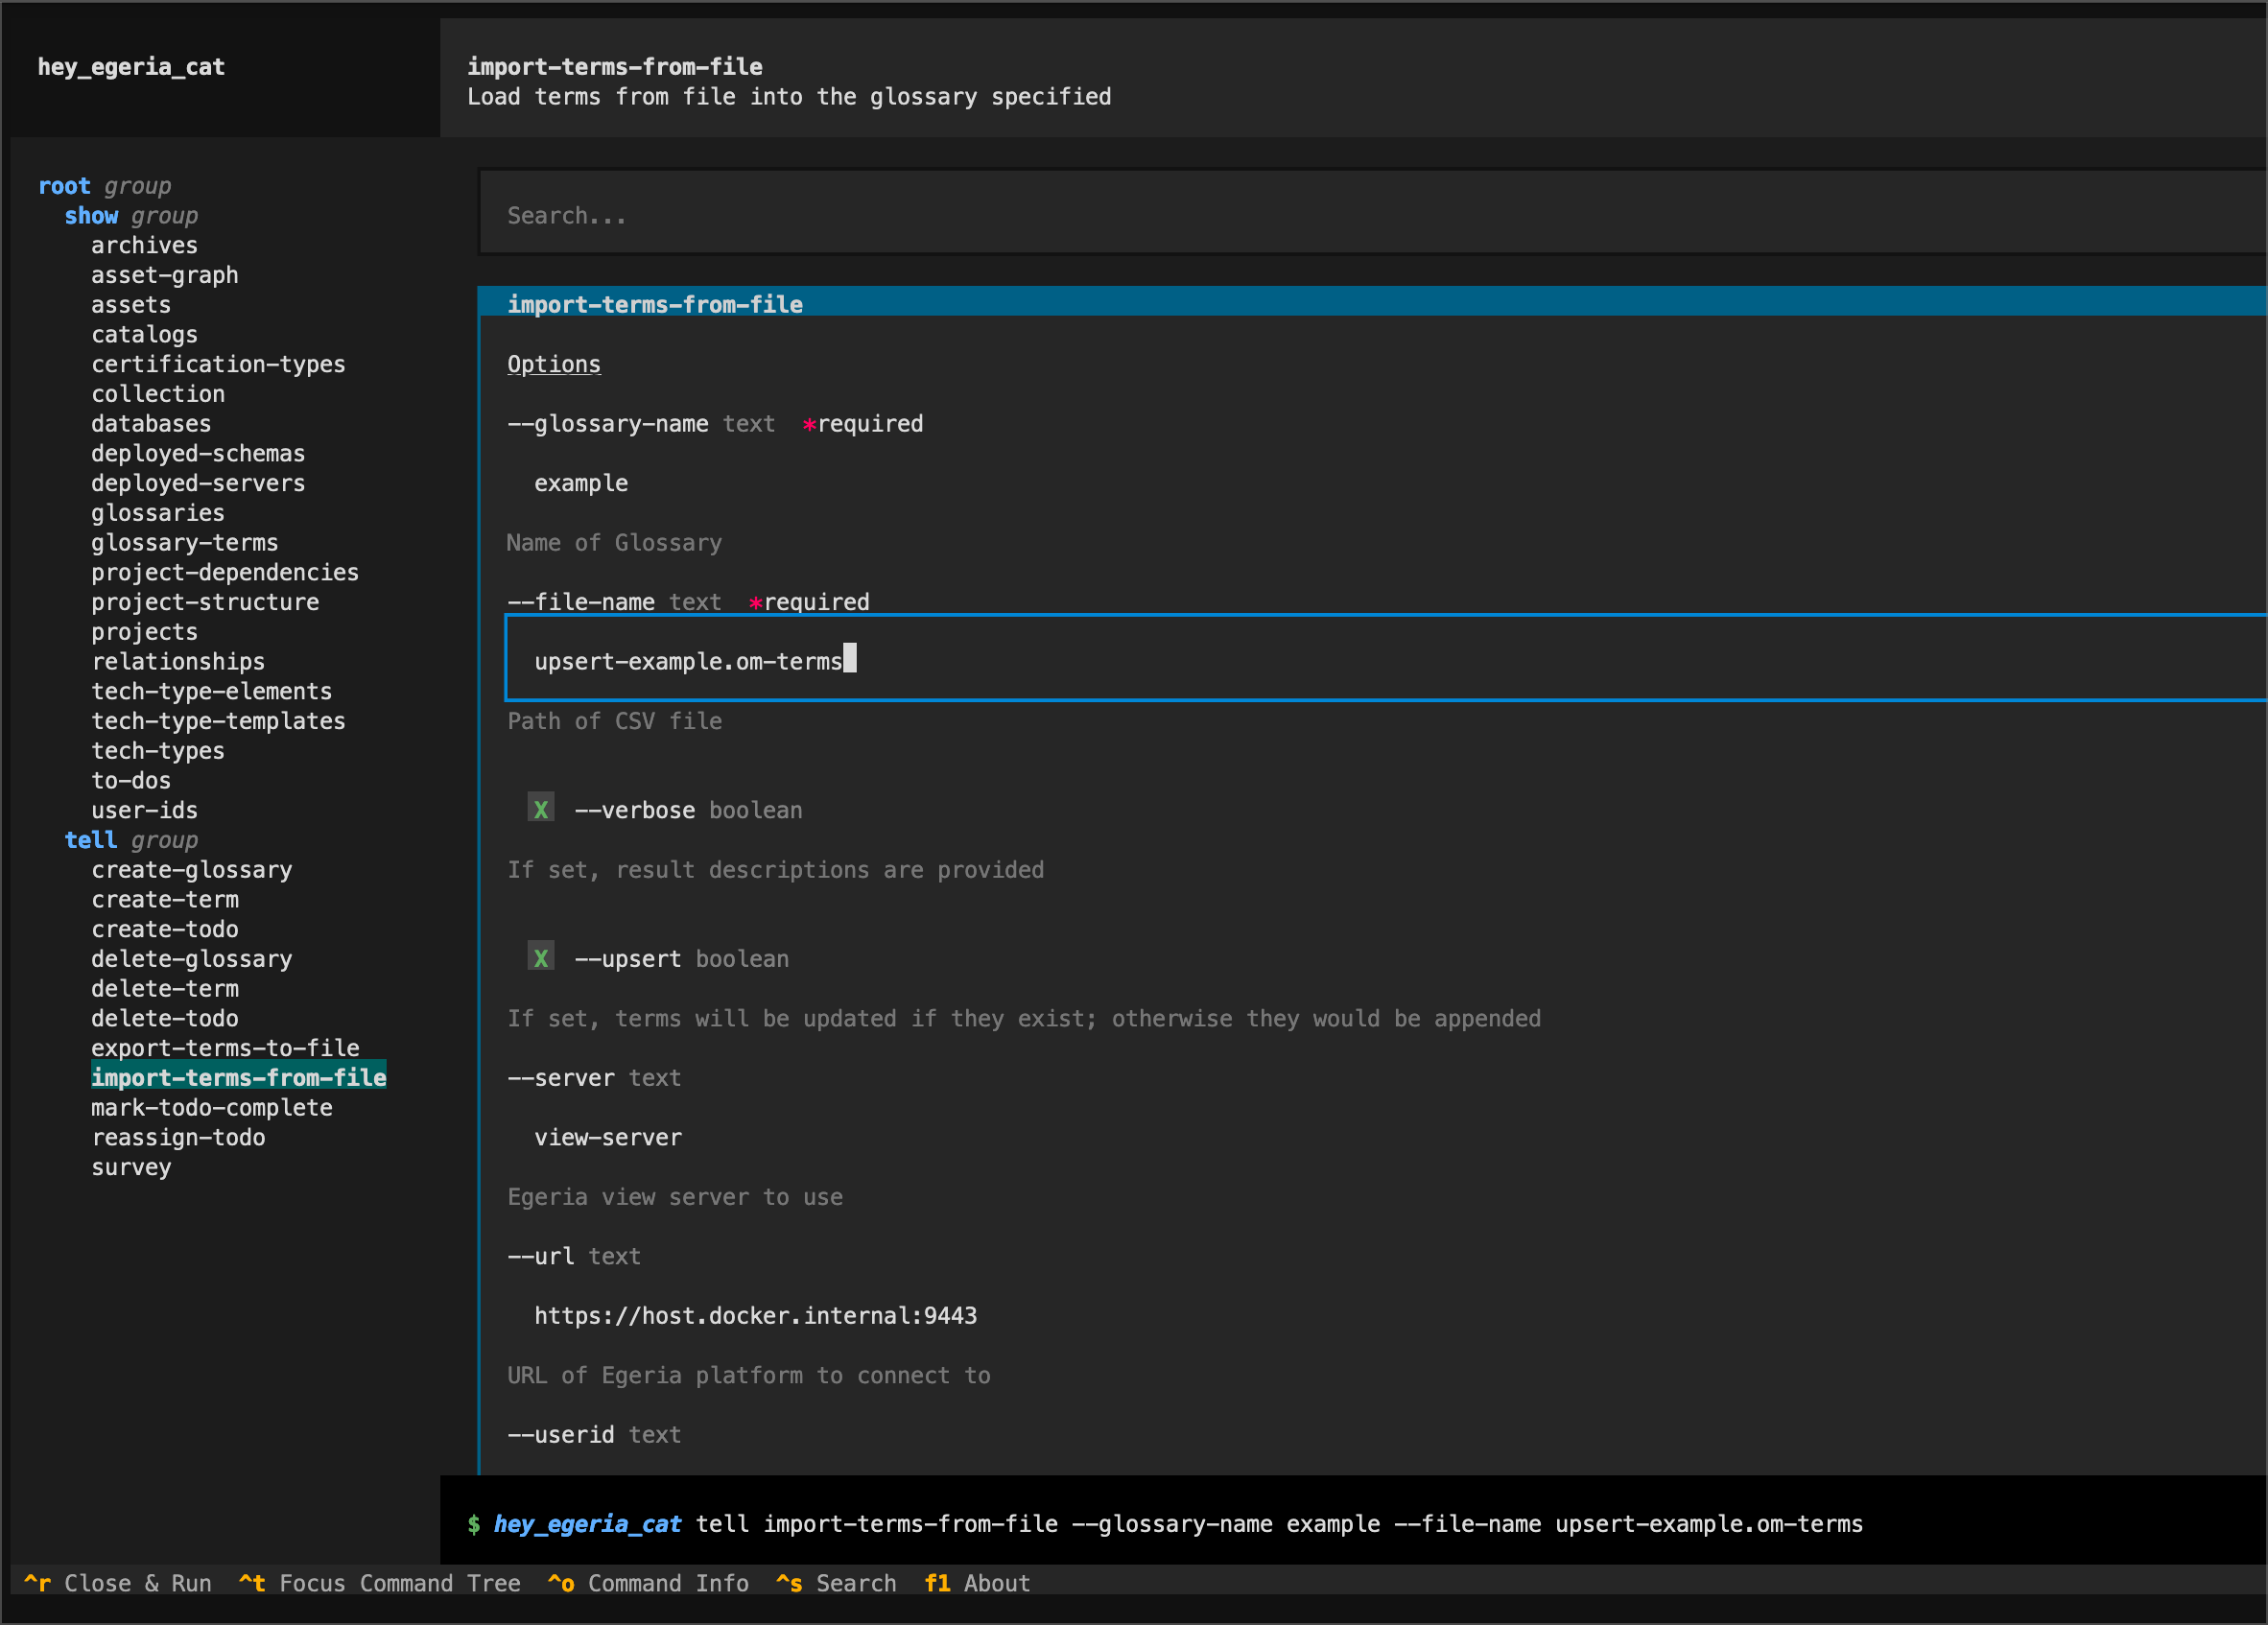 hey_egeria_cat
import-terms-from-file
Load terms from file into the glossary specified
root group
show group
archives
asset-graph
assets
catalogs
certification-types
collection
databases
deployed-schemas
deployed-servers
glossaries
glossary-terms
project-dependencies
project-structure
projects
relationships
tech-type-elements
tech-type-templates
tech-types
to-dos
user-ids
tell group
create-glossary
create-term
create-todo
delete-glossary
delete-term
delete-todo
export-terms-to-file
import-terms-from-file
mark-todo-complete
reassign-todo
survey
Search...
import-terms-from-file
Options
--glossary-name text *required
example
Name of Glossary
--file-name text *required
upsert-example.om-terms
Path of CSV file
X --verbose boolean
If set, result descriptions are provided
X --upsert boolean
If set, terms will be updated if they exist; otherwise they would be appended
--server text
view-server
Egeria view server to use
--url text
https://host.docker.internal:9443
URL of Egeria platform to connect to
--userid text
$ hey_egeria_cat tell import-terms-from-file --glossary-name example --file-name upsert-example.om-terms
^r Close & Run ^t Focus Command Tree ^o Command Info ^s Search f1 About